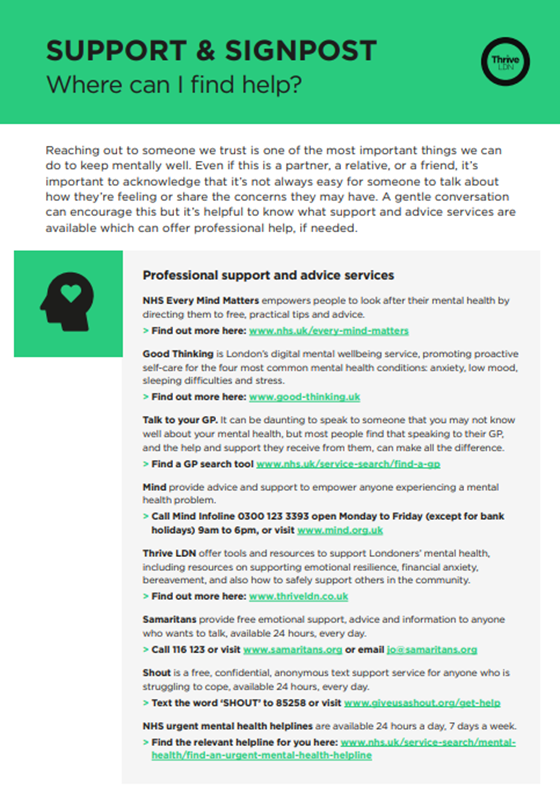 SUPPORT & SIGNPOST
Where can I find help?
Thrive
LDN
Reaching out to someone we trust is one of the most important things we can
do to keep mentally well. Even if this is a partner, a relative, or a friend, it's
important to acknowledge that it's not always easy for someone to talk about
how they're feeling or share the concerns they may have. A gentle conversation
can encourage this but it's helpful to know what support and advice services are
available which can offer professional help, if needed.
Professional support and advice services
NHS Every Mind Matters empowers people to look after their mental health by
directing them to free, practical tips and advice.
> Find out more here: www.nhs.uk/every-mind-matters
Good Thinking is London's digital mental wellbeing service, promoting proactive
self-care for the four most common mental health conditions: anxiety, low mood,
sleeping difficulties and stress.
> Find out more here: www.good-thinking.uk
Talk to your GP. It can be daunting to speak to someone that you may not know
well about your mental health, but most people find that speaking to their GP,
and the help and support they receive from them, can make all the difference.
> Find a GP search tool www.nhs.uk/service-search/find-a-gp
Mind provide advice and support to empower anyone experiencing a mental
health problem.
> Call Mind Infoline 0300 123 3393 open Monday to Friday (except for bank
holidays) 9am to 6pm, or visit www.mind.org.uk
Thrive LDN offer tools and resources to support Londoners' mental health,
including resources on supporting emotional resilience, financial anxiety,
bereavement, and also how to safely support others in the community.
> Find out more here: www.thriveldn.co.uk
Samaritans provide free emotional support, advice and information to anyone
who wants to talk, available 24 hours, every day.
> Call 116 123 or visit www.samaritans.org or email jo@samaritans.org
Shout is a free, confidential, anonymous text support service for anyone who is
struggling to cope, available 24 hours, every day.
> Text the word 'SHOUT' to 85258 or visit www.giveusashout.org/get-help
NHS urgent mental health helplines are available 24 hours a day, 7 days a week.
> Find the relevant helpline for you here: www.nhs.uk/service-search/mental-
health/find-an-urgent-mental-health-helpline